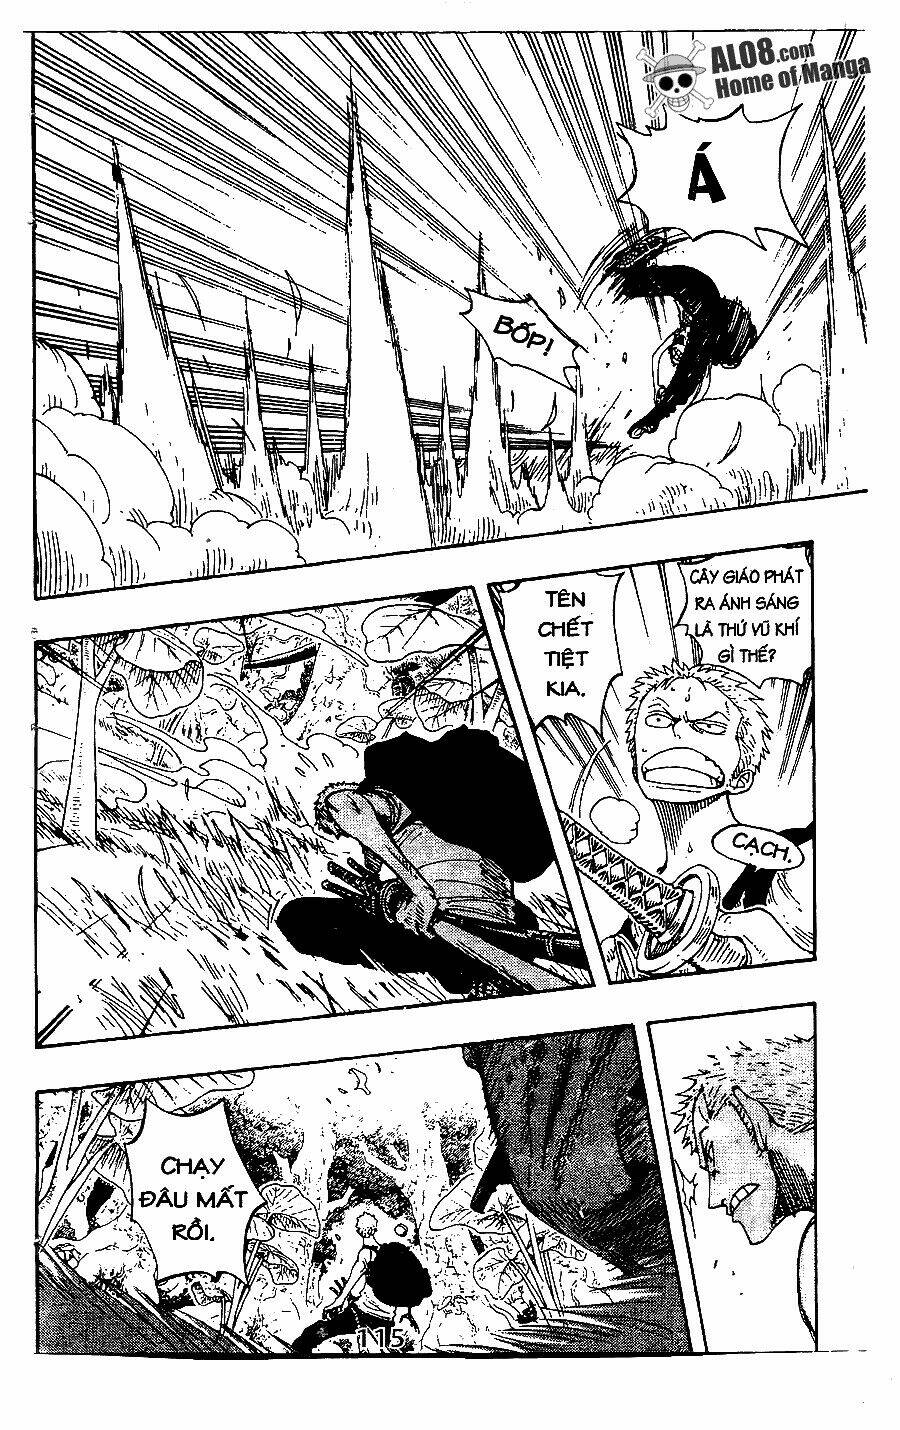 ALO8.com
Home of Manga
Á
BỐP!
CÂY GIÁO PHÁT
RA ÁNH SÁNG
LÀ THỨ VŨ KHÍ
GÌ THẾ?
TÊN
CHẾT
TIỆT
KIA.
CẠCH.
CHẠY
ĐÂU MẤT
RỒI.
115